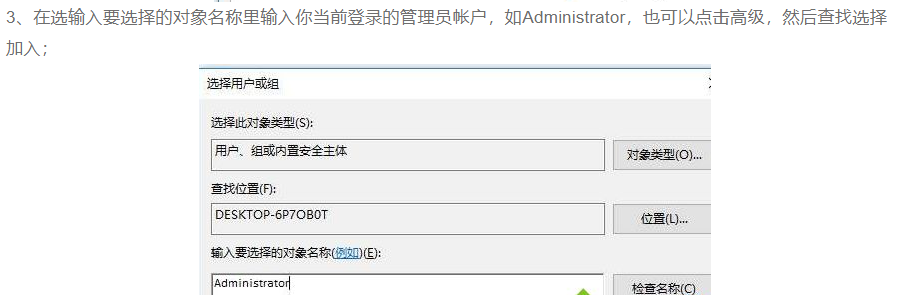 3、在选输入要选择的对象名称里输入你当前登录的管理员帐户，如Administrator，也可以点击高级，然后查找选择
加入；
选择用户或组
选择此对象类型(S):
用户、组或内置安全主体
对象类型(O)...
查找位置(F):
DESKTOP-6P7OB0T
位置(L)...
输入要选择的对象名称(例如)(E):
Administrator
检查名称(C)